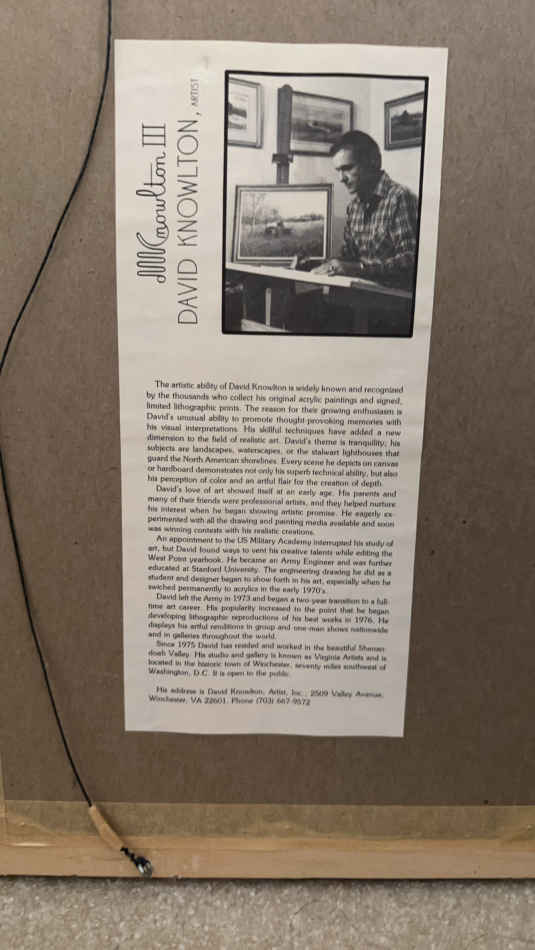 Knowlton III
DAVID KNOWLTON, ARTIST
The artistic ability of David Knowlton is widely known and recognized
by the thousands who collect his original acrylic paintings and signed,
limited lithographic prints. The reason for their growing enthusiasm is
David's unusual ability to promote thought-provoking memories with
his visual interpretations. His skillful techniques have added a new
dimension to the field of realistic art. David's theme is tranquility; his
subjects are landscapes, waterscapes, or the stalwart lighthouses that
guard the North American shorelines. Every scene he depicts on canvas
or hardboard demonstrates not only his superb technical ability, but also
his perception of color and an artful flair for the creation of depth.
David's love of art showed itself at an early age. His parents and
many of their friends were professional artists, and they helped nurture
his interest when he began showing artistic promise. He eagerly ex-
perimented with all the drawing and painting media available and soon
was winning contests with his realistic creations.
An appointment to the US Military Academy interrupted his study of
art, but David found ways to vent his creative talents while editing the
West Point yearbook. He became an Army Engineer and was further
educated at Stanford University. The engineering drawing he did as a
student and designer began to show forth in his art, especially when he
swiched permanently to acrylics in the early 1970's.
David left the Army in 1973 and began a two-year transition to a full-
time art career. His popularity increased to the point that he began
developing lithographic reproductions of his best works in 1976. He
displays his artful renditions in group and one-man shows nationwide
and in galleries throughout the world.
Since 1975 David has resided and worked in the beautiful Shenan-
doah Valley. His studio and gallery is known as Virginia Artists and is
located in the historic town of Winchester, seventy miles southwest of
Washington, D.C. It is open to the public.
His address is David Knowlton, Artist, Inc., 2509 Valley Avenue,
Winchester, VA 22601. Phone (703) 667-9572